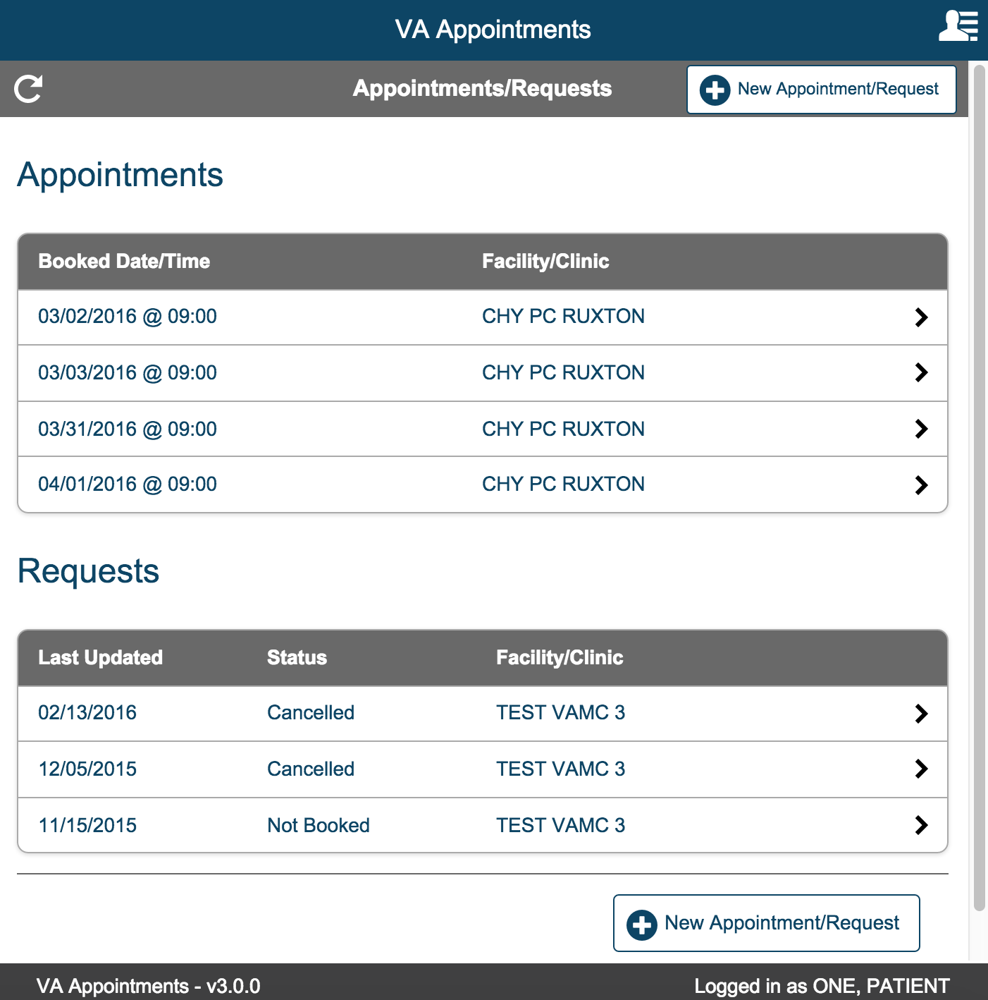 VA Appointments
Appointments/Requests
New Appointment/Request
Appointments
Booked Date/Time Facility/Clinic
03/02/2016 @ 09:00 CHY PC RUXTON
03/03/2016 @ 09:00 CHY PC RUXTON
03/31/2016 @ 09:00 CHY PC RUXTON
04/01/2016 @ 09:00 CHY PC RUXTON
Requests
Last Updated Status Facility/Clinic
02/13/2016 Cancelled TEST VAMC 3
12/05/2015 Cancelled TEST VAMC 3
11/15/2015 Not Booked TEST VAMC 3
New Appointment/Request
VA Appointments - v3.0.0 Logged in as ONE, PATIENT